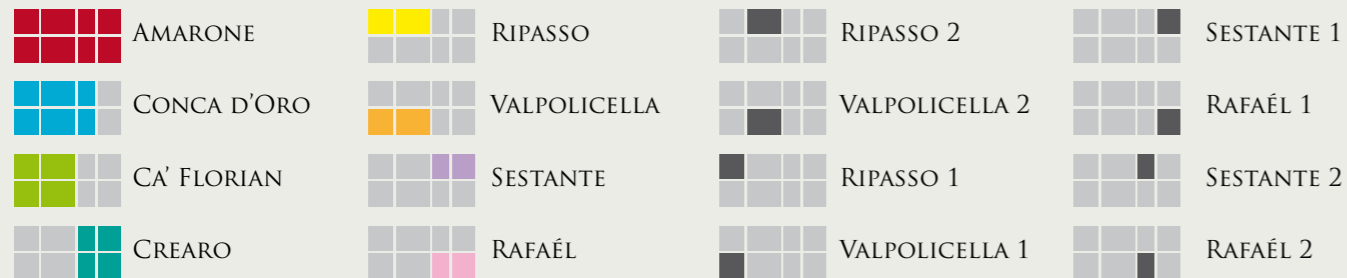 Amarone
Conca d’Oro
Ca’ Florian
Crearo
Ripasso
Valpolicella
Sestante
Rafaél
Ripasso 2
Valpolicella 2
Ripasso 1
Valpolicella 1
Sestante 1
Rafaél 1
Sestante 2
Rafaél 2